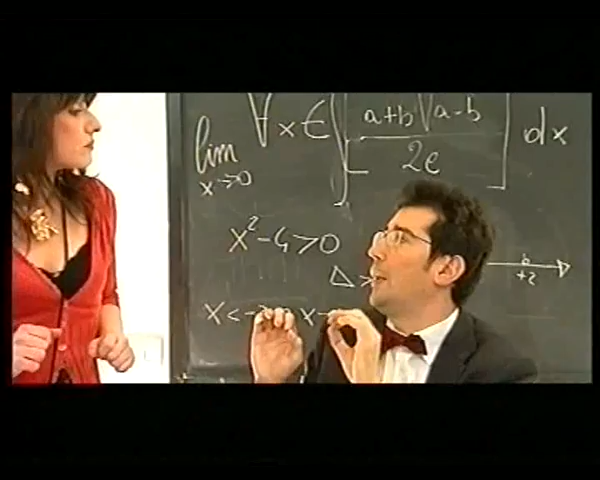 lim x→0 ∀x∈ ∫[ a+b √a-b / 2e ] dx
x²-4>0
Δ>
+2
x<- x-